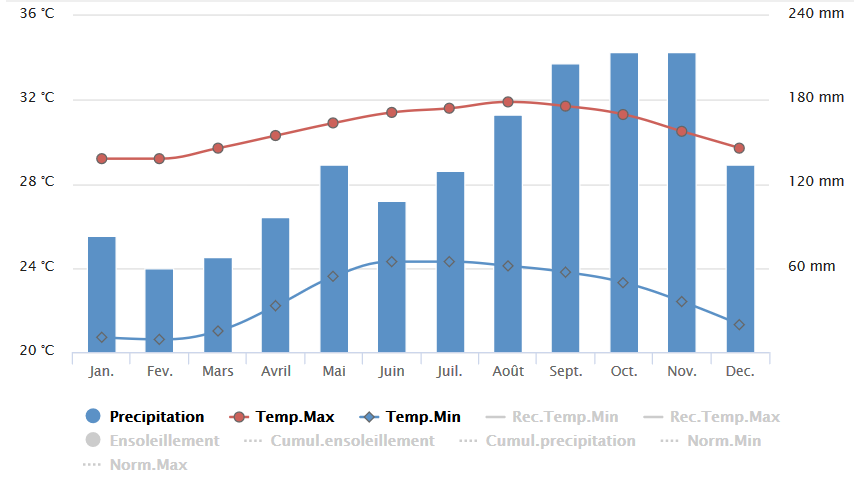 36 °C 240 mm
32 °C 180 mm
28 °C 120 mm
24 °C 60 mm
20 °C
Jan. Fev. Mars Avril Mai Juin Juil. Août Sept. Oct. Nov. Dec.
Precipitation Temp.Max Temp.Min Rec.Temp.Min Rec.Temp.Max
Ensoleillement Cumul.ensoleillement Cumul.precipitation Norm.Min
Norm.Max